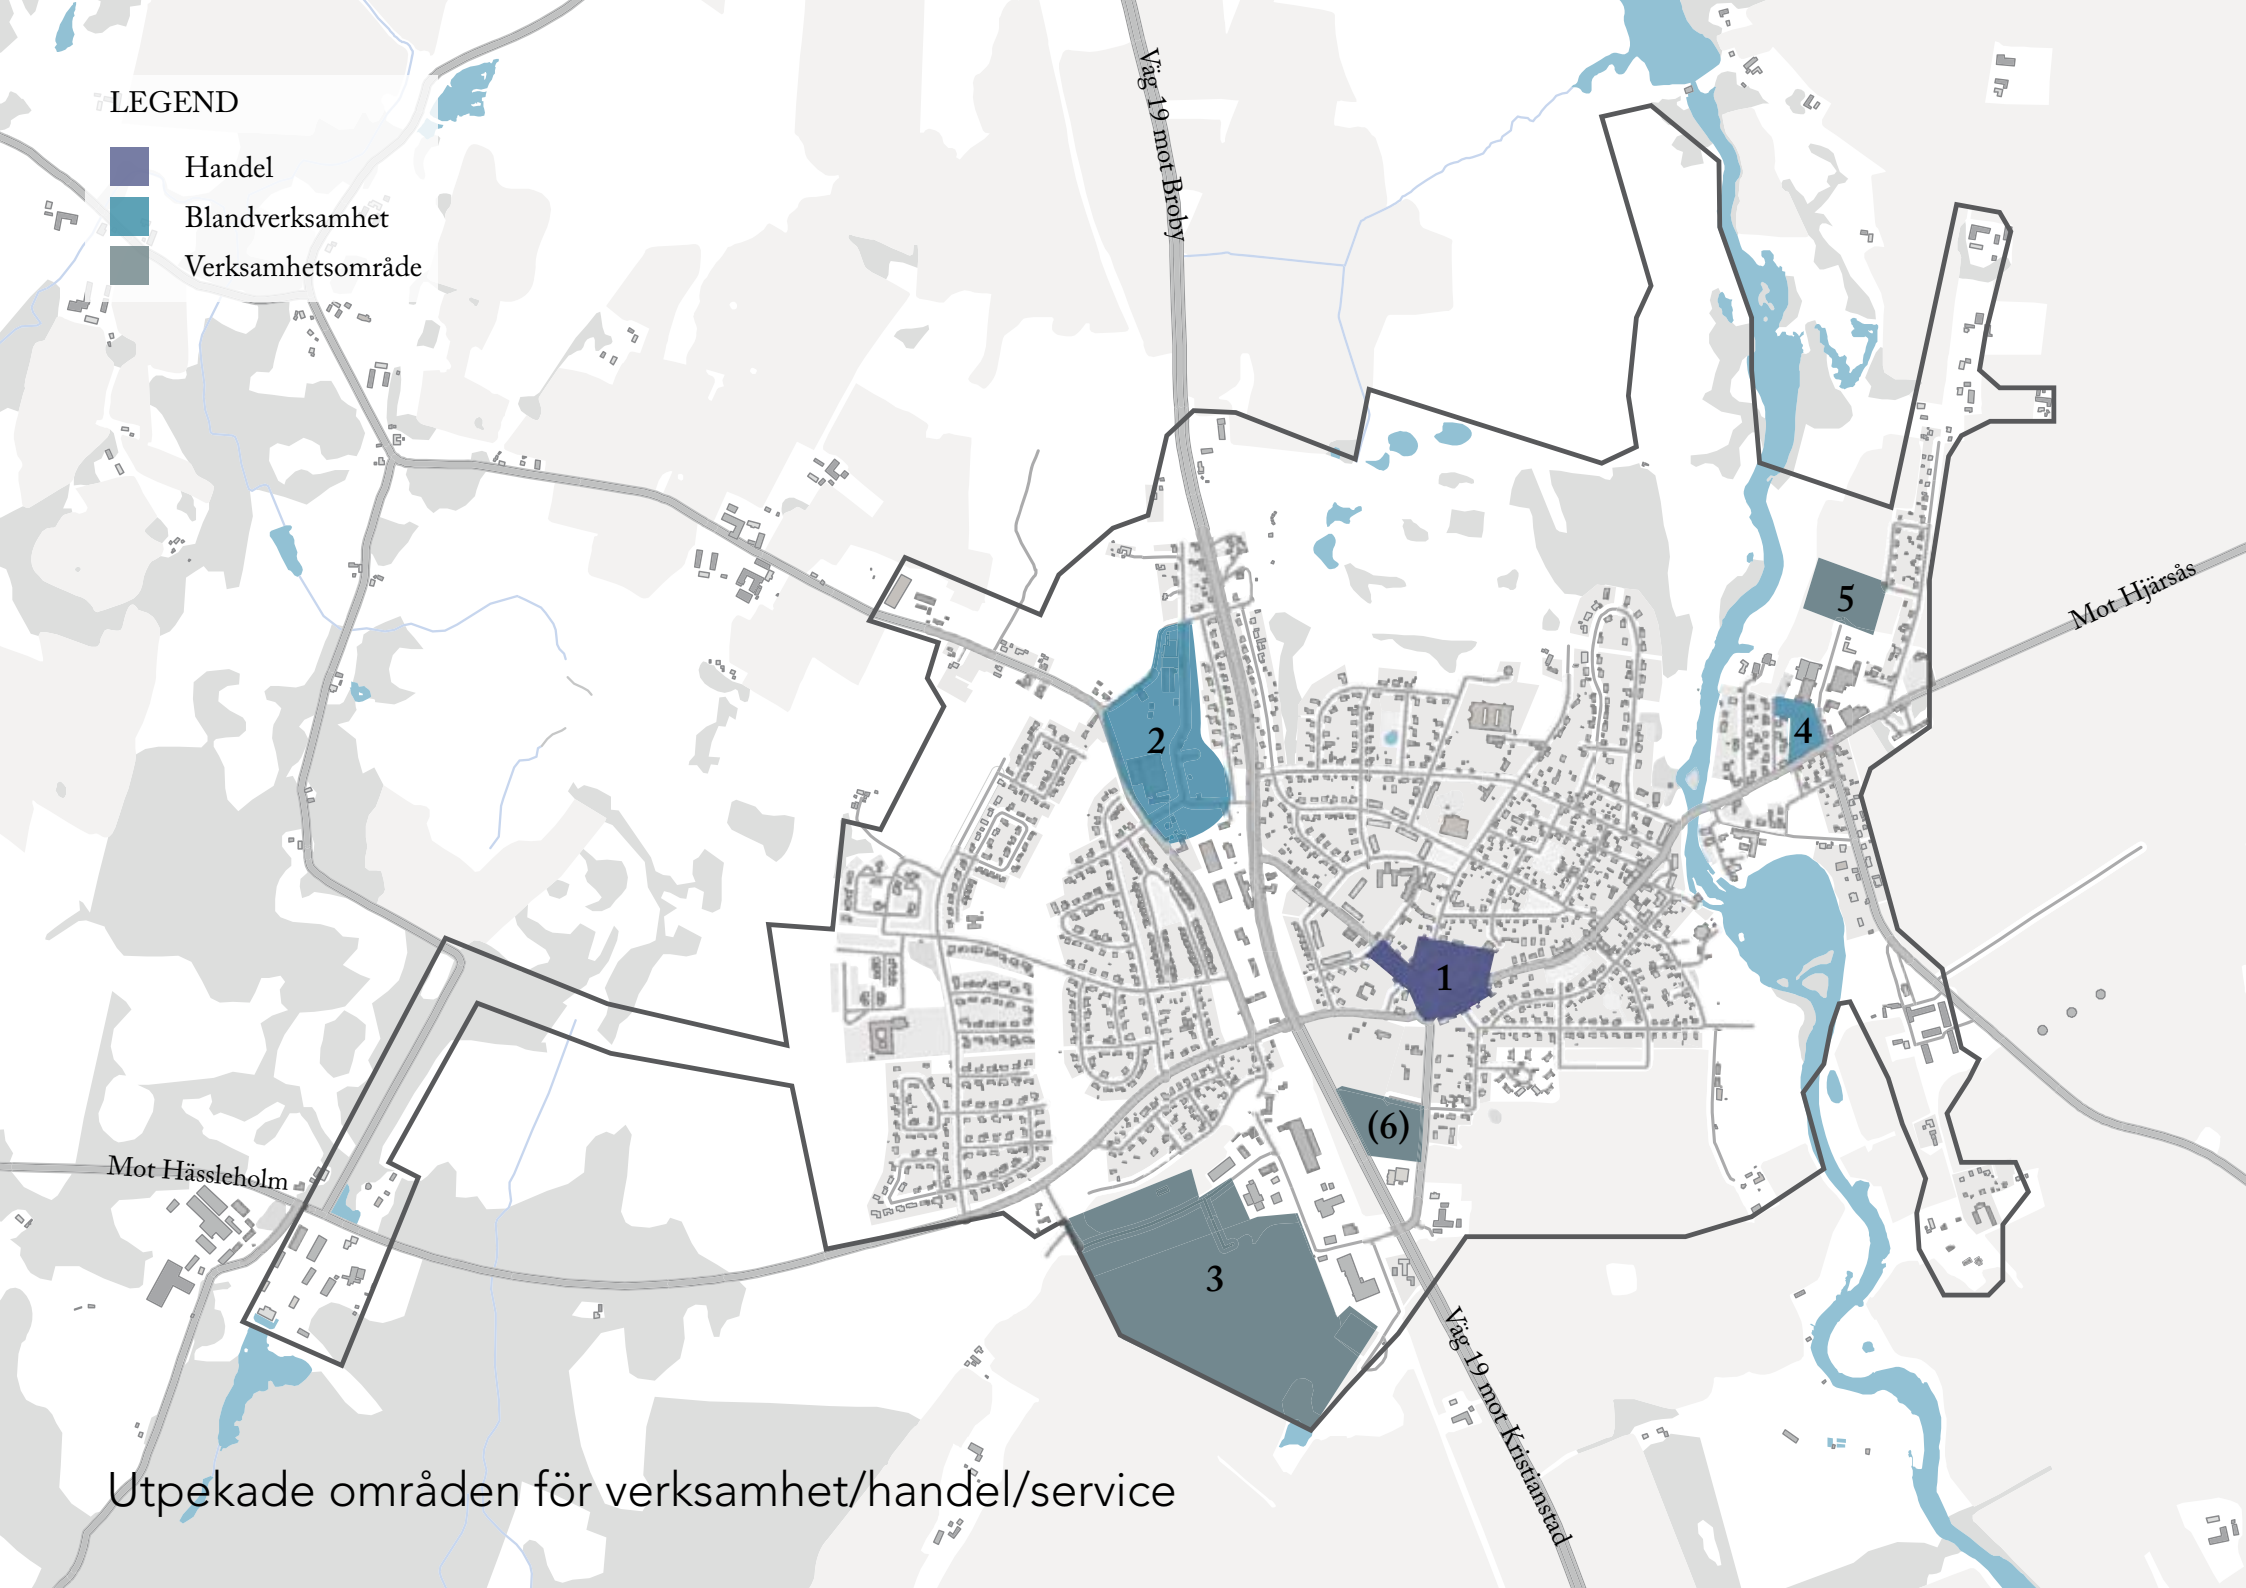 LEGEND
Handel
Blandverksamhet
Verksamhetsområde
Väg 19 mot Broby
Mot Hjärsås
5
4
2
1
(6)
3
Mot Hässleholm
Väg 19 mot Kristianstad
Utpekade områden för verksamhet/handel/service